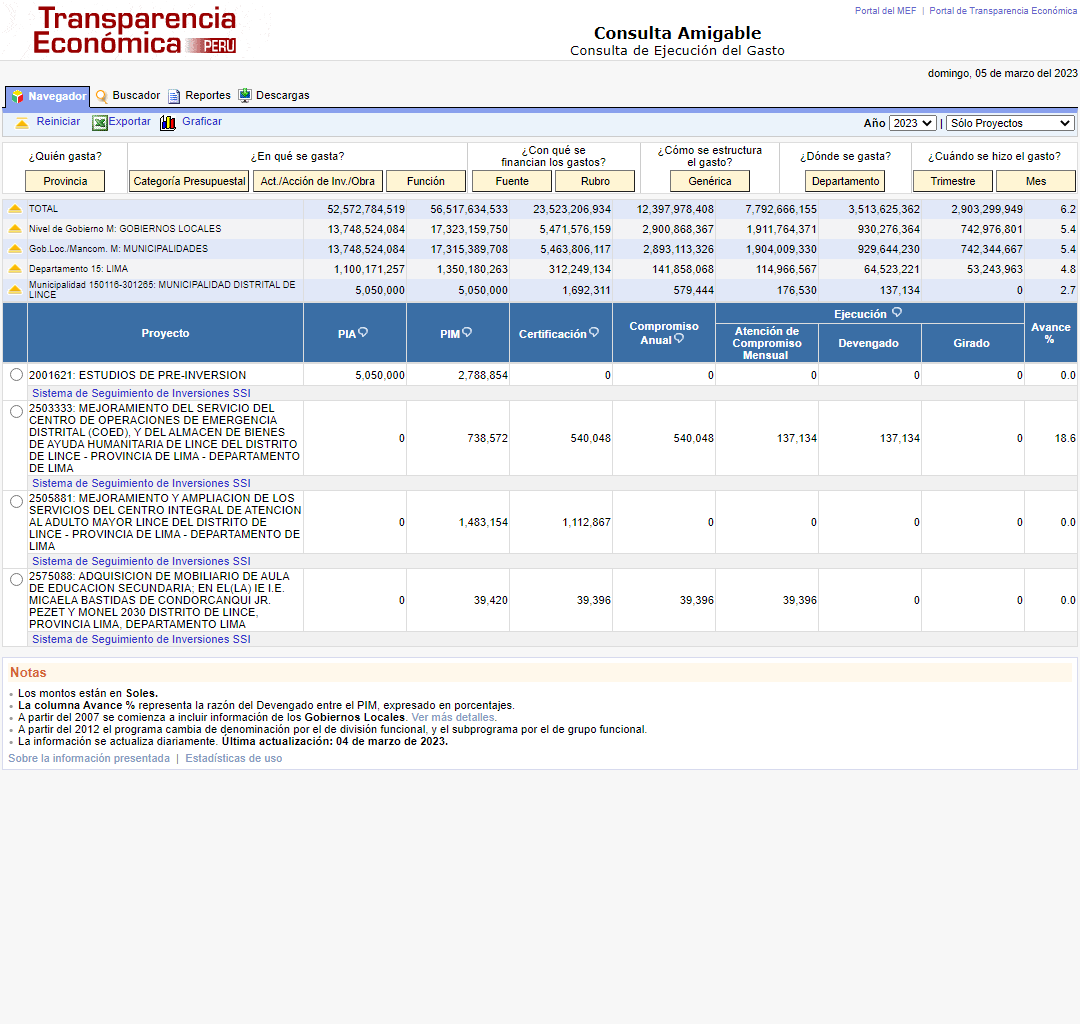 Transparencia
Económica PERU
Portal del MEF | Portal de Transparencia Económica
Consulta Amigable
Consulta de Ejecución del Gasto
domingo, 05 de marzo del 2023
Navegador Buscador Reportes Descargas
Reiniciar Exportar Graficar Año 2023 | Sólo Proyectos
¿Quién gasta? ¿En qué se gasta? ¿Con qué se financian los gastos? ¿Cómo se estructura el gasto? ¿Dónde se gasta? ¿Cuándo se hizo el gasto?
Provincia Categoría Presupuestal Act./Acción de Inv./Obra Función Fuente Rubro Genérica Departamento Trimestre Mes
TOTAL 52,572,784,519 56,517,634,533 23,523,206,934 12,397,978,408 7,792,666,155 3,513,625,362 2,903,299,949 6.2
Nivel de Gobierno M: GOBIERNOS LOCALES 13,748,524,084 17,323,159,750 5,471,576,159 2,900,868,367 1,911,764,371 930,276,364 742,976,801 5.4
Gob.Loc./Mancom. M: MUNICIPALIDADES 13,748,524,084 17,315,389,708 5,463,806,117 2,893,113,326 1,904,009,330 929,644,230 742,344,667 5.4
Departamento 15: LIMA 1,100,171,257 1,350,180,263 312,249,134 141,858,068 114,966,567 64,523,221 53,243,963 4.8
Municipalidad 150116-301265: MUNICIPALIDAD DISTRITAL DE
LINCE 5,050,000 5,050,000 1,692,311 579,444 176,530 137,134 0 2.7
Proyecto PIA PIM Certificación Compromiso Anual Ejecución Avance %
Atención de Compromiso Mensual Devengado Girado
2001621: ESTUDIOS DE PRE-INVERSION 5,050,000 2,788,854 0 0 0 0 0 0.0
Sistema de Seguimiento de Inversiones SSI
2503333: MEJORAMIENTO DEL SERVICIO DEL
CENTRO DE OPERACIONES DE EMERGENCIA
DISTRITAL (COED), Y DEL ALMACEN DE BIENES
DE AYUDA HUMANITARIA DE LINCE DEL DISTRITO
DE LINCE - PROVINCIA DE LIMA - DEPARTAMENTO
DE LIMA
0 738,572 540,048 540,048 137,134 137,134 0 18.6
Sistema de Seguimiento de Inversiones SSI
2505881: MEJORAMIENTO Y AMPLIACION DE LOS
SERVICIOS DEL CENTRO INTEGRAL DE ATENCION
AL ADULTO MAYOR LINCE DEL DISTRITO DE
LINCE - PROVINCIA DE LIMA - DEPARTAMENTO DE
LIMA
0 1,483,154 1,112,867 0 0 0 0 0.0
Sistema de Seguimiento de Inversiones SSI
2575088: ADQUISICION DE MOBILIARIO DE AULA
DE EDUCACION SECUNDARIA; EN EL(LA) IE I.E.
MICAELA BASTIDAS DE CONDORCANQUI JR.
PEZET Y MONEL 2030 DISTRITO DE LINCE,
PROVINCIA LIMA, DEPARTAMENTO LIMA
0 39,420 39,396 39,396 39,396 0 0 0.0
Sistema de Seguimiento de Inversiones SSI
Notas
Los montos están en Soles.
La columna Avance % representa la razón del Devengado entre el PIM, expresado en porcentajes.
A partir del 2007 se comienza a incluir información de los Gobiernos Locales. Ver más detalles.
A partir del 2012 el programa cambia de denominación por el de división funcional, y el subprograma por el de grupo funcional.
La información se actualiza diariamente. Última actualización: 04 de marzo de 2023.
Sobre la información presentada | Estadísticas de uso